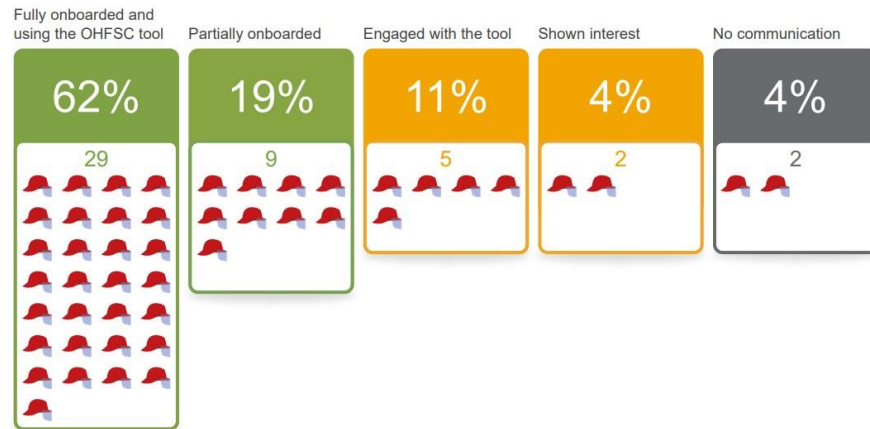 Fully onboarded and
using the OHFSC tool
Partially onboarded
Engaged with the tool
Shown interest
No communication
62%
19%
11%
4%
4%
29
9
5
2
2